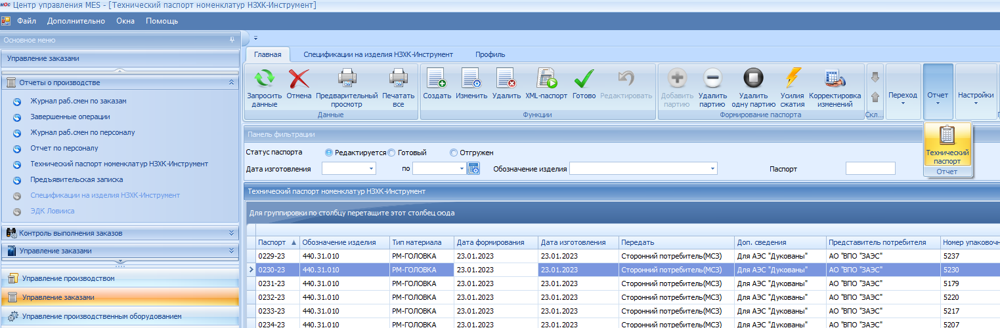 мос Центр управления MES - [Технический паспорт номенклатур НЗХК-Инструмент]
Файл Дополнительно Окна Помощь
Основное меню
Управление заказами
Отчеты о производстве
Журнал раб.смен по заказам
Завершенные операции
Журнал раб.смен по персоналу
Отчет по персоналу
Технический паспорт номенклатур НЗХК-Инструмент
Предъявительская записка
Спецификации на изделия НЗХК-Инструмент
ЭДК Ловииса
Контроль выполнения заказов
Управление заказами
Управление производством
Управление заказами
Управление производственным оборудованием
Главная Спецификации на изделия НЗХК-Инструмент Профиль
Запросить данные
Отмена
Предварительный просмотр
Печатать все
Данные
Создать
Изменить
Удалить
XML-паспорт
Готово
Редактировать
Функции
Добавить партию
Удалить партию
Удалить одну партию
Усилия сжатия
Корректировка изменений
Формирование паспорта
Скл...
Переход
Отчет
Настройки
Технический паспорт
Отчет
Панель фильтрации
Статус паспорта Редактируется Готовый Отгружен
Дата изготовления по Обозначение изделия Паспорт
Технический паспорт номенклатур НЗХК-Инструмент
Для группировки по столбцу перетащите этот столбец сюда
Паспорт Обозначение изделия Тип материала Дата формирования Дата изготовления Передать Доп. сведения Представитель потребителя Номер упаковочн
0229-23 440.31.010 РМ-ГОЛОВКА 23.01.2023 23.01.2023 Сторонний потребитель(МСЗ) Для АЭС "Дукованы" АО "ВПО "ЗАЭС" 5237
0230-23 440.31.010 РМ-ГОЛОВКА 23.01.2023 23.01.2023 Сторонний потребитель(МСЗ) Для АЭС "Дукованы" АО "ВПО "ЗАЭС" 5230
0231-23 440.31.010 РМ-ГОЛОВКА 23.01.2023 23.01.2023 Сторонний потребитель(МСЗ) Для АЭС "Дукованы" АО "ВПО "ЗАЭС" 5179
0232-23 440.31.010 РМ-ГОЛОВКА 23.01.2023 23.01.2023 Сторонний потребитель(МСЗ) Для АЭС "Дукованы" АО "ВПО "ЗАЭС" 5220
0233-23 440.31.010 РМ-ГОЛОВКА 23.01.2023 23.01.2023 Сторонний потребитель(МСЗ) Для АЭС "Дукованы" АО "ВПО "ЗАЭС" 5217
0234-23 440.31.010 РМ-ГОЛОВКА 23.01.2023 23.01.2023 Сторонний потребитель(МСЗ) Для АЭС "Дукованы" АО "ВПО "ЗАЭС" 5207